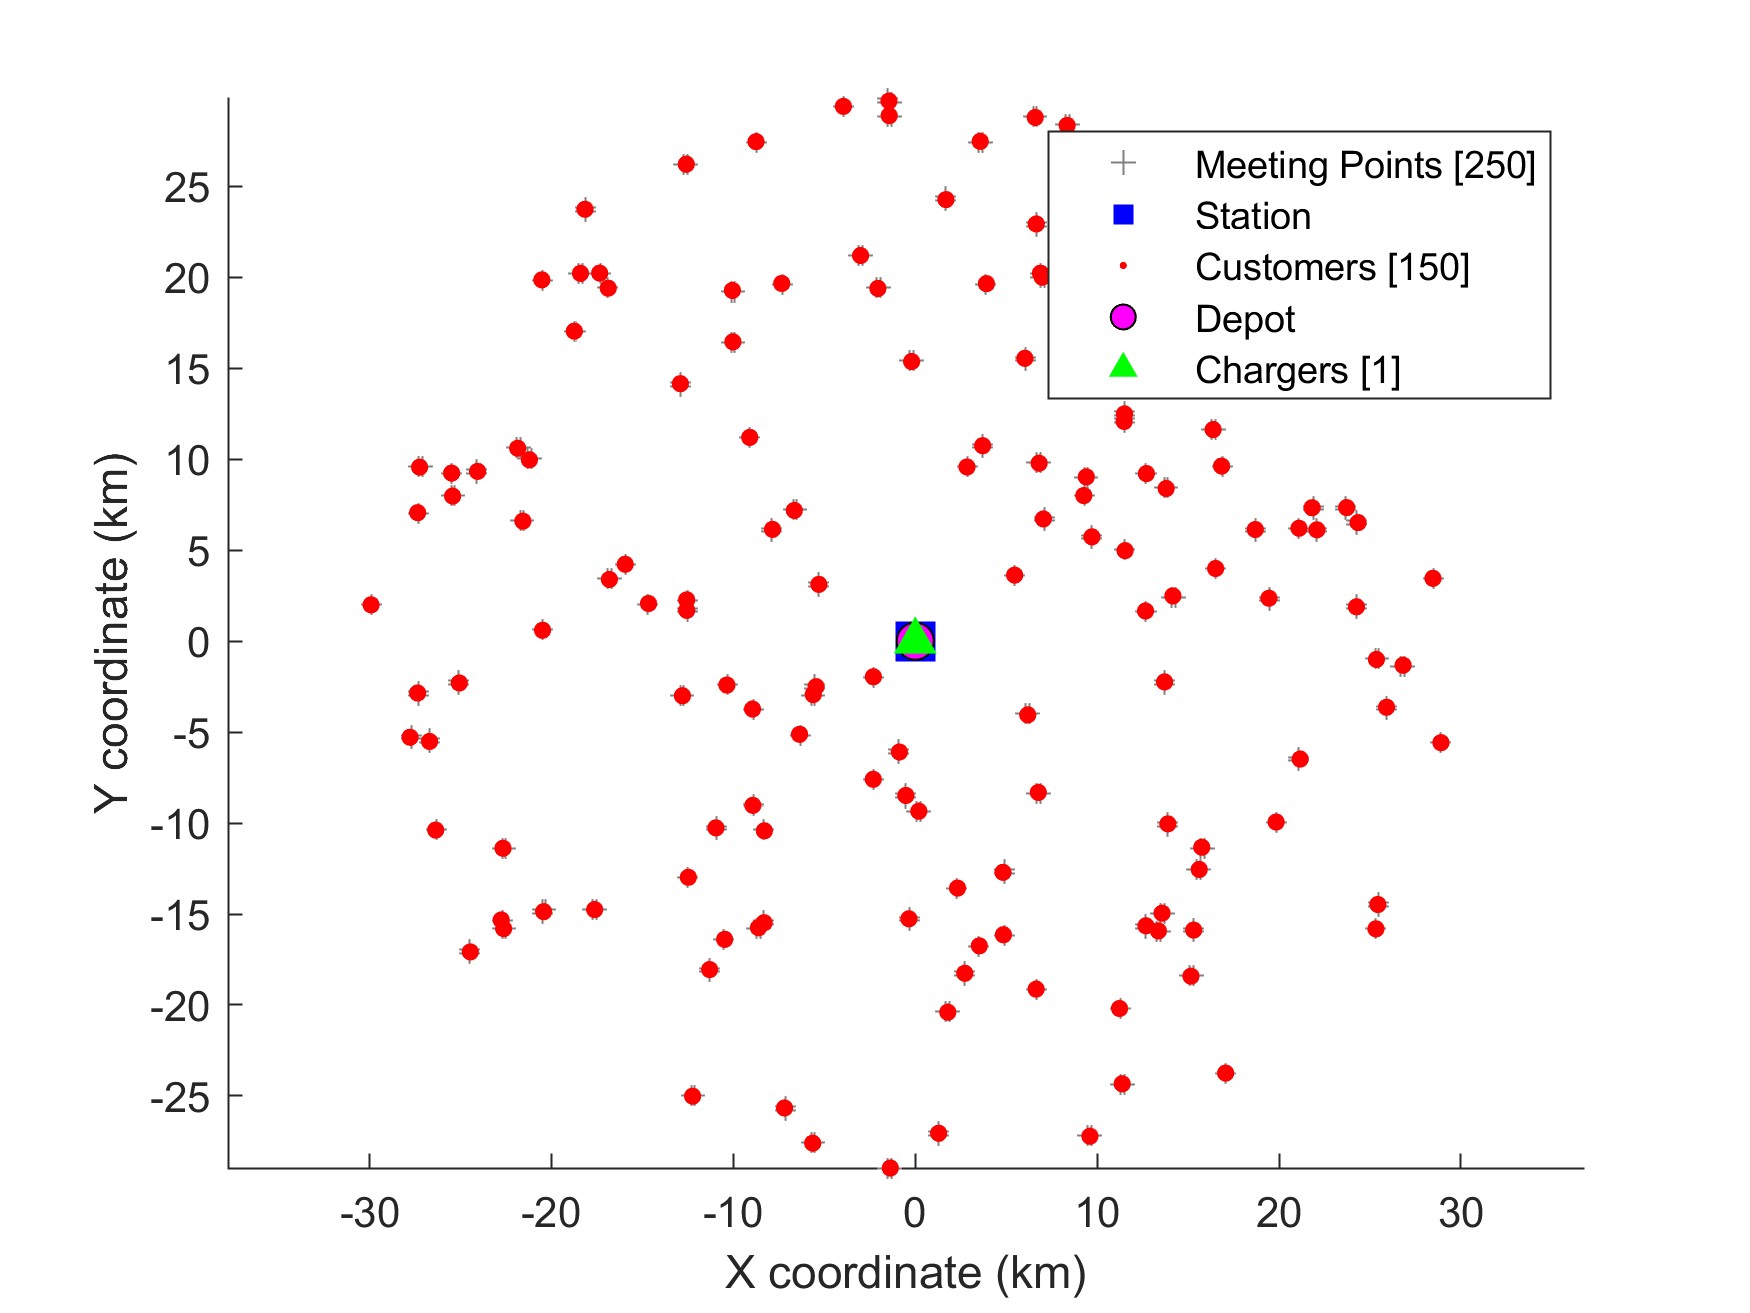 25
20
15
10
5
0
-5
-10
-15
-20
-25
Y coordinate (km)
Meeting Points [250]
Station
Customers [150]
Depot
Chargers [1]
-30 -20 -10 0 10 20 30
X coordinate (km)